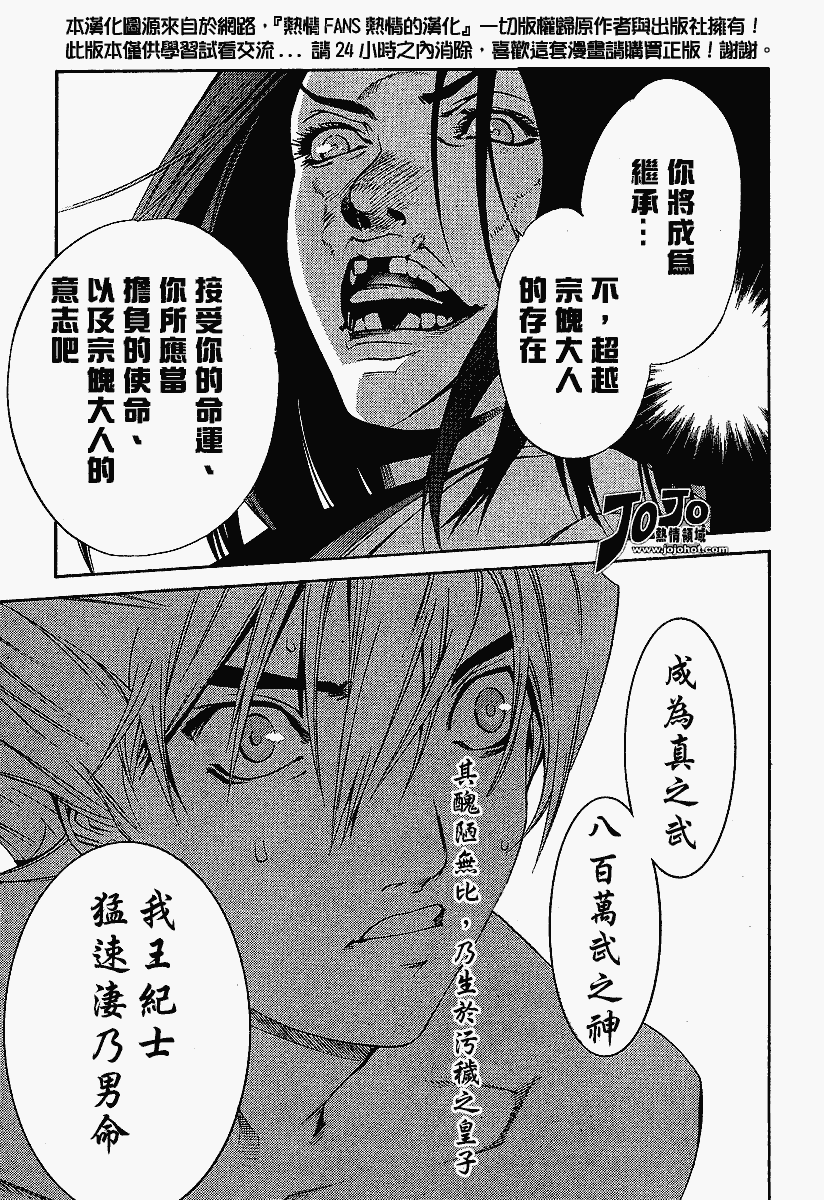 本漢化圖源來自於網路,『熱情FANS熱情的漢化』一切版權歸原作者與出版社擁有!
此版本僅供學習試看交流...請24小時之內消除,喜歡這套漫畫請購買正版!謝謝。
你將成為
繼承…
不,超越
宗魄大人
的存在
接受你的命運、
你所應當
擔負的使命、
以及宗魄大人的
意志吧
JOJO
熱情領域
www.jojohot.com
成為真之武
八百萬武之神
其醜陋無比,乃生於污穢之皇子
我王紀士
猛速凄乃男命